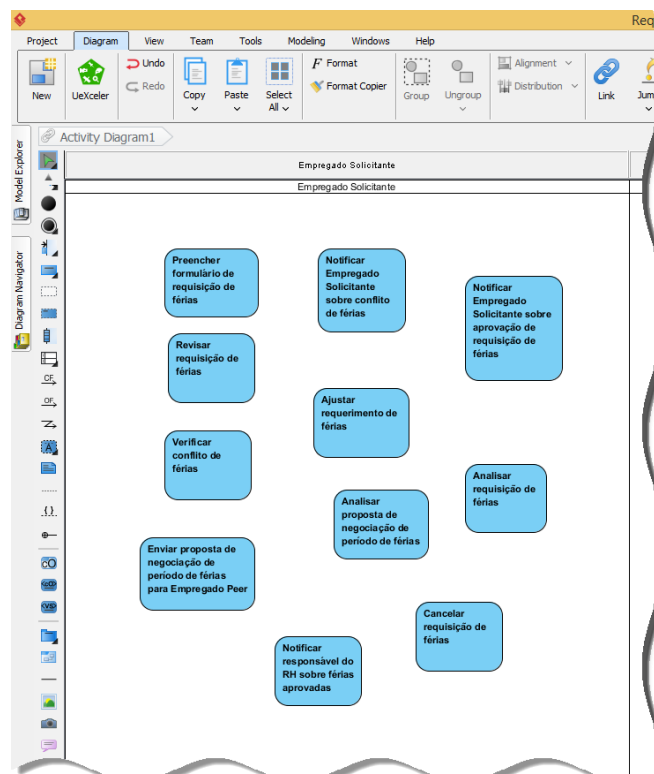 Req
Project Diagram View Team Tools Modeling Windows Help
New
UeXceler
Undo
Redo
Copy
Paste
Select
All
F Format
Format Copier
Group
Ungroup
Alignment
Distribution
Link
Jum
Activity Diagram1
Model Explorer
Diagram Navigator
CF
OF
A
{}
cO
<cO>
<VS>
Empregado Solicitante
Empregado Solicitante
Preencher
formulário de
requisição de
férias
Notificar
Empregado
Solicitante
sobre conflito
de férias
Notificar
Empregado
Solicitante sobre
aprovação de
requisição de
férias
Revisar
requisição de
férias
Ajustar
requerimento de
férias
Verificar
conflito de
férias
Analisar
requisição de
férias
Analisar
proposta de
negociação de
período de férias
Enviar proposta de
negociação de
período de férias
para Empregado Peer
Cancelar
requisição de
férias
Notificar
responsável do
RH sobre férias
aprovadas